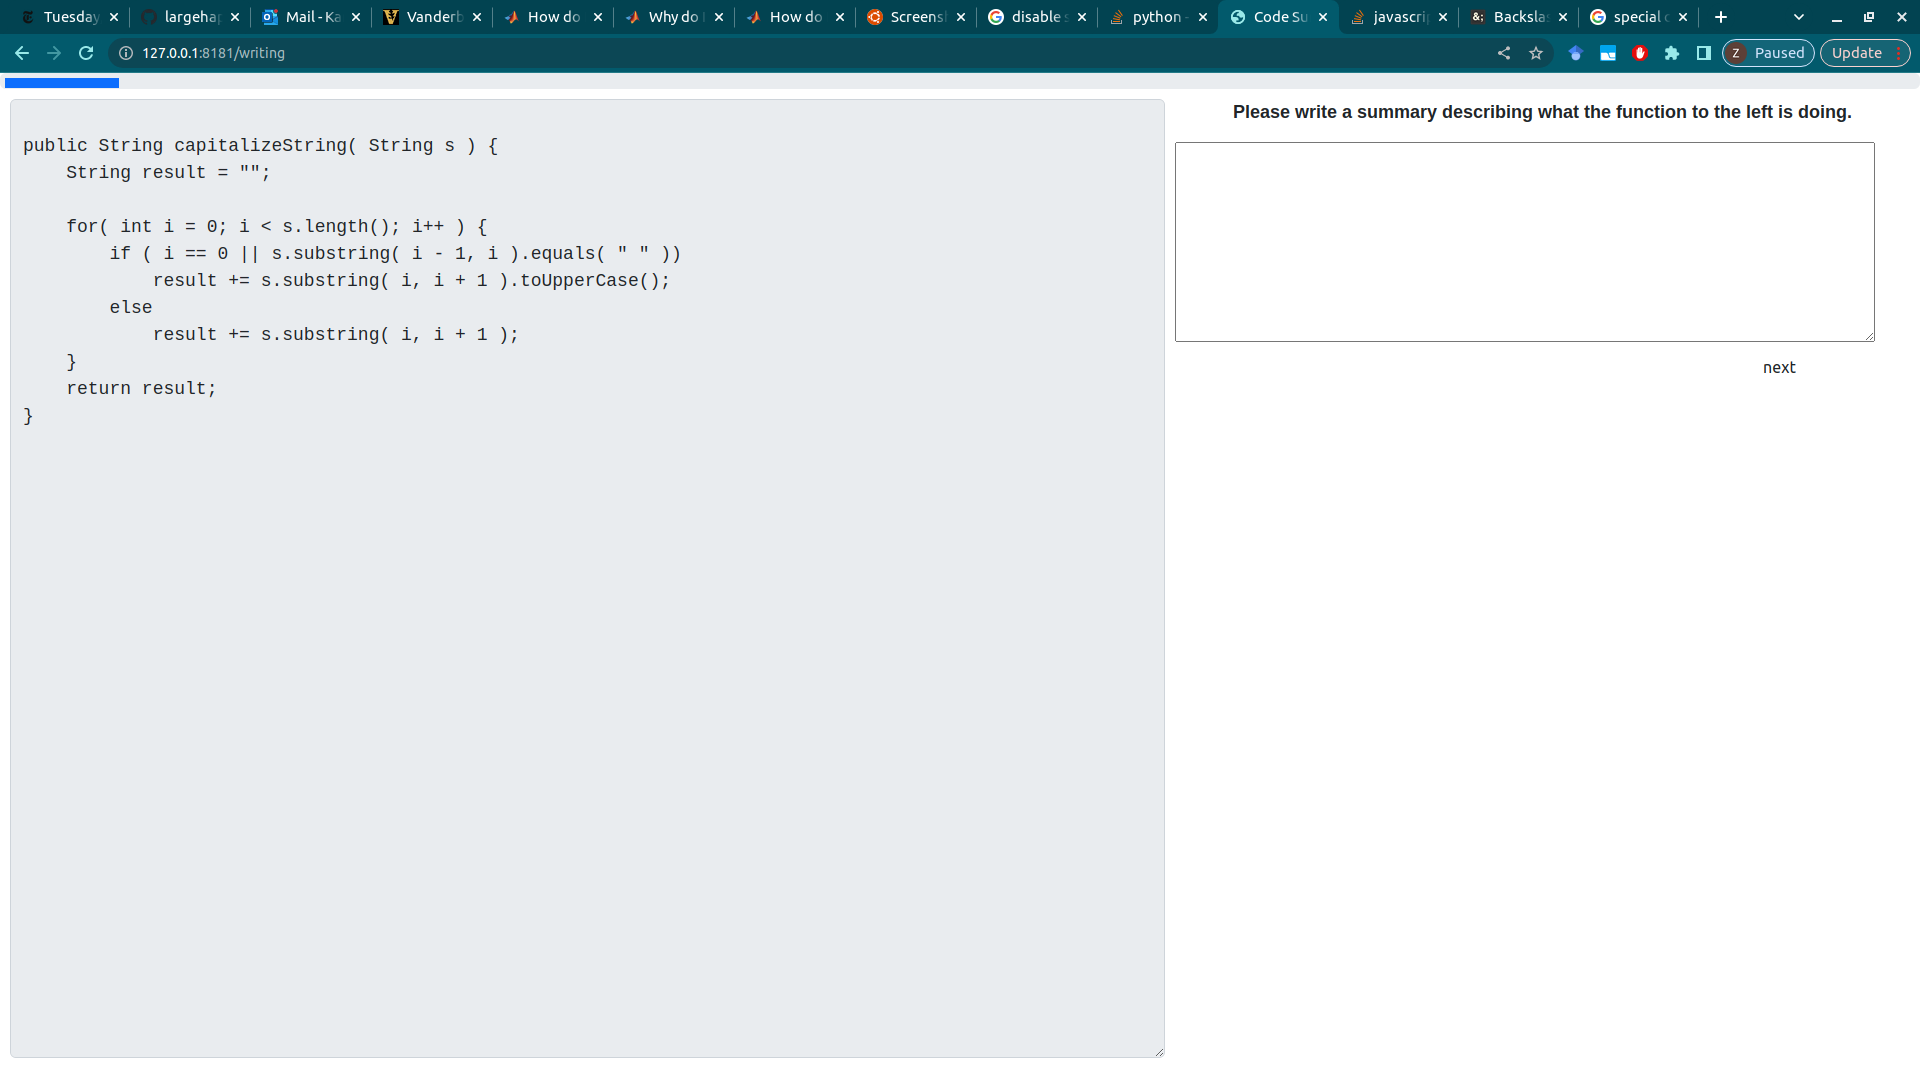 Tuesday
largehap
Mail - Ka
Vanderb
How do
Why do
How do
Screens
disable s
python -
Code Su
javascrip
Backslas
special c
127.0.0.1:8181/writing
Z Paused
Update
public String capitalizeString( String s ) {
String result = "";
for( int i = 0; i < s.length(); i++ ) {
if ( i == 0 || s.substring( i - 1, i ).equals( " " ))
result += s.substring( i, i + 1 ).toUpperCase();
else
result += s.substring( i, i + 1 );
}
return result;
}
Please write a summary describing what the function to the left is doing.
next